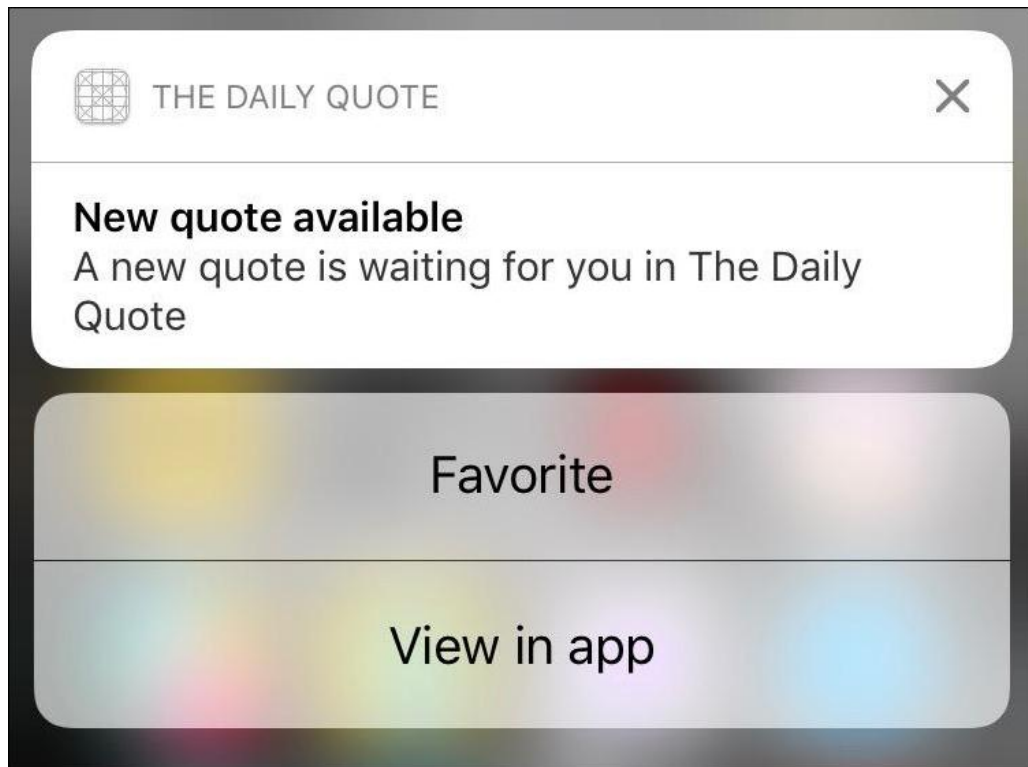 THE DAILY QUOTE
New quote available
A new quote is waiting for you in The Daily
Quote
Favorite
View in app